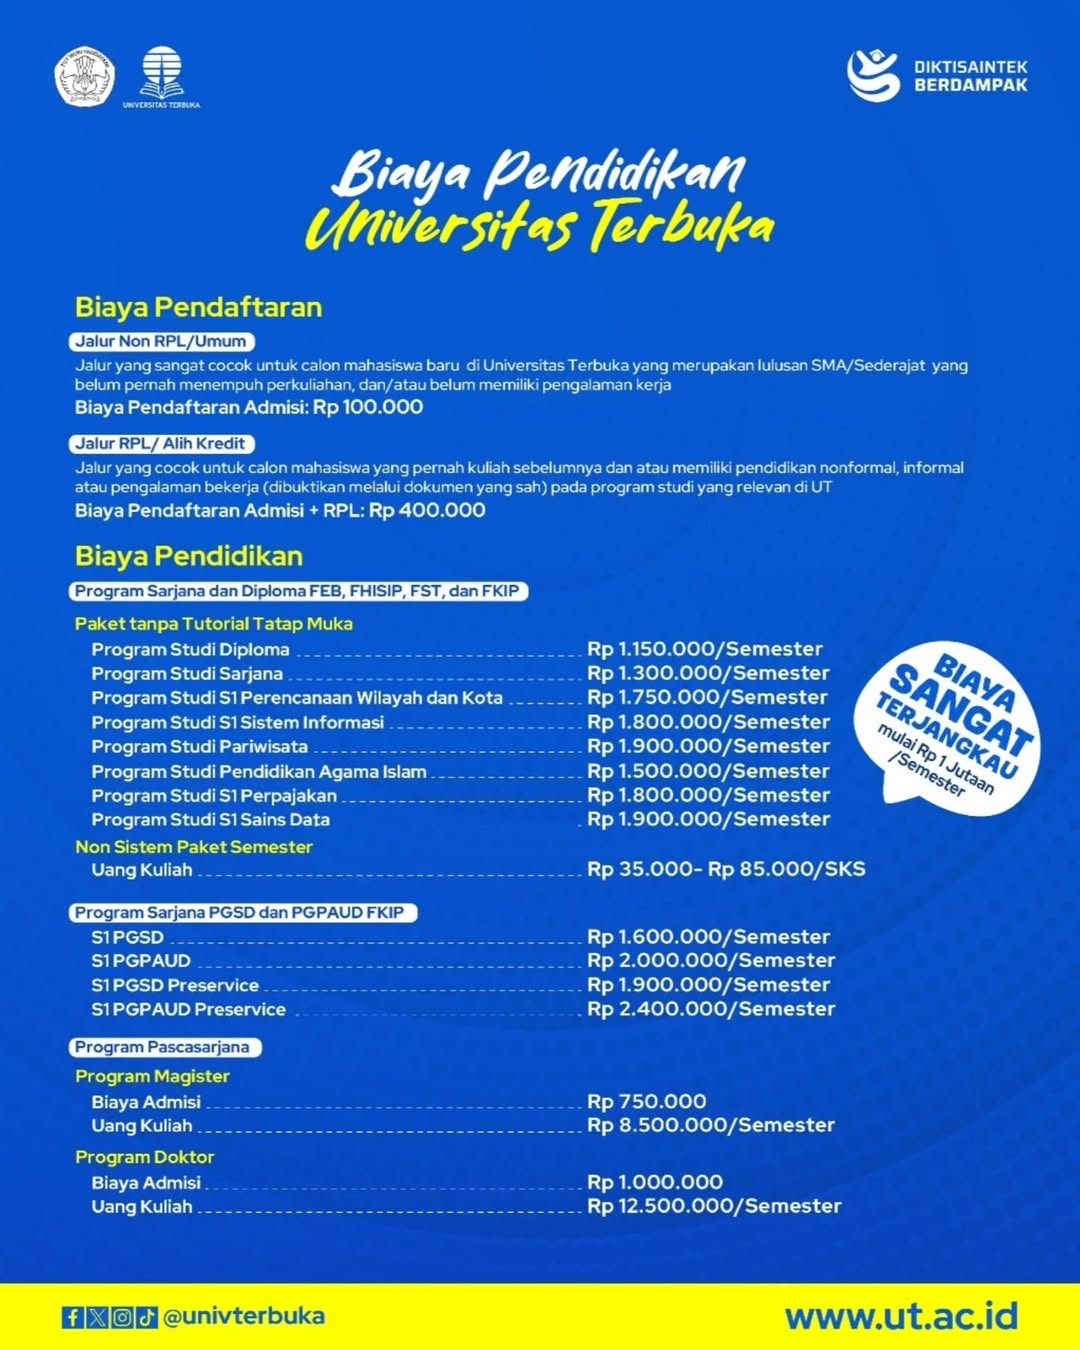 TUT WURI HANDAYANI
UNIVERSITAS TERBUKA
DIKTISAINTEK
BERDAMPAK
Biaya Pendidikan
Universitas Terbuka
Biaya Pendaftaran
Jalur Non RPL/Umum
Jalur yang sangat cocok untuk calon mahasiswa baru di Universitas Terbuka yang merupakan lulusan SMA/Sederajat yang
belum pernah menempuh perkuliahan, dan/atau belum memiliki pengalaman kerja
Biaya Pendaftaran Admisi: Rp 100.000
Jalur RPL/ Alih Kredit
Jalur yang cocok untuk calon mahasiswa yang pernah kuliah sebelumnya dan atau memiliki pendidikan nonformal, informal
atau pengalaman bekerja (dibuktikan melalui dokumen yang sah) pada program studi yang relevan di UT
Biaya Pendaftaran Admisi + RPL: Rp 400.000
Biaya Pendidikan
Program Sarjana dan Diploma FEB, FHISIP, FST, dan FKIP
Paket tanpa Tutorial Tatap Muka
Program Studi Diploma Rp 1.150.000/Semester
Program Studi Sarjana Rp 1.300.000/Semester
Program Studi S1 Perencanaan Wilayah dan Kota Rp 1.750.000/Semester
Program Studi S1 Sistem Informasi Rp 1.800.000/Semester
Program Studi Pariwisata Rp 1.900.000/Semester
Program Studi Pendidikan Agama Islam Rp 1.500.000/Semester
Program Studi S1 Perpajakan Rp 1.800.000/Semester
Program Studi S1 Sains Data Rp 1.900.000/Semester
BIAYA
SANGAT
TERJANGKAU
mulai Rp 1 Jutaan
/Semester
Non Sistem Paket Semester
Uang Kuliah Rp 35.000- Rp 85.000/SKS
Program Sarjana PGSD dan PGPAUD FKIP
S1 PGSD Rp 1.600.000/Semester
S1 PGPAUD Rp 2.000.000/Semester
S1 PGSD Preservice Rp 1.900.000/Semester
S1 PGPAUD Preservice Rp 2.400.000/Semester
Program Pascasarjana
Program Magister
Biaya Admisi Rp 750.000
Uang Kuliah Rp 8.500.000/Semester
Program Doktor
Biaya Admisi Rp 1.000.000
Uang Kuliah Rp 12.500.000/Semester
@univterbuka
www.ut.ac.id